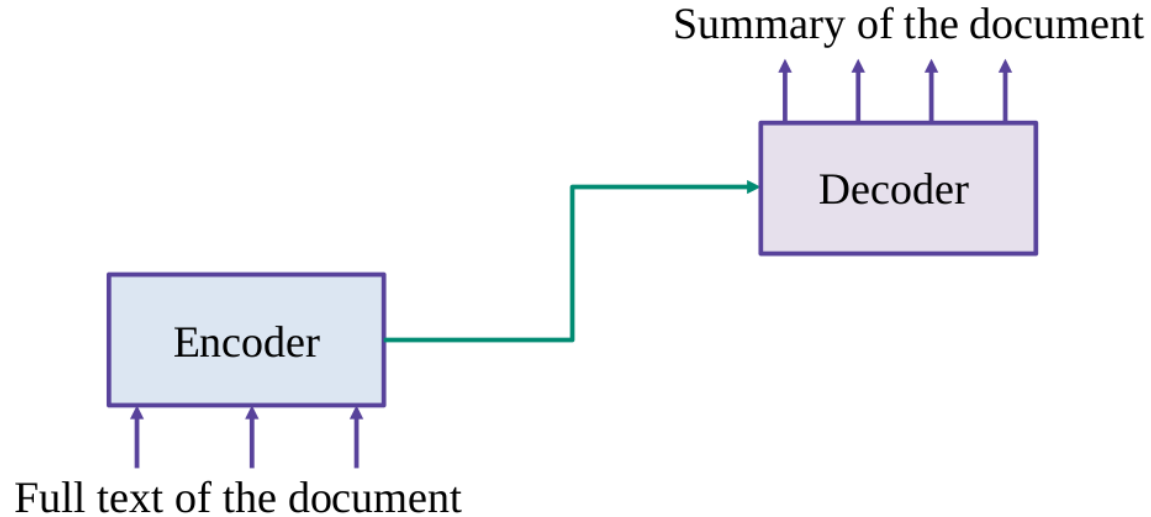 Summary of the document
Decoder
Encoder
Full text of the document